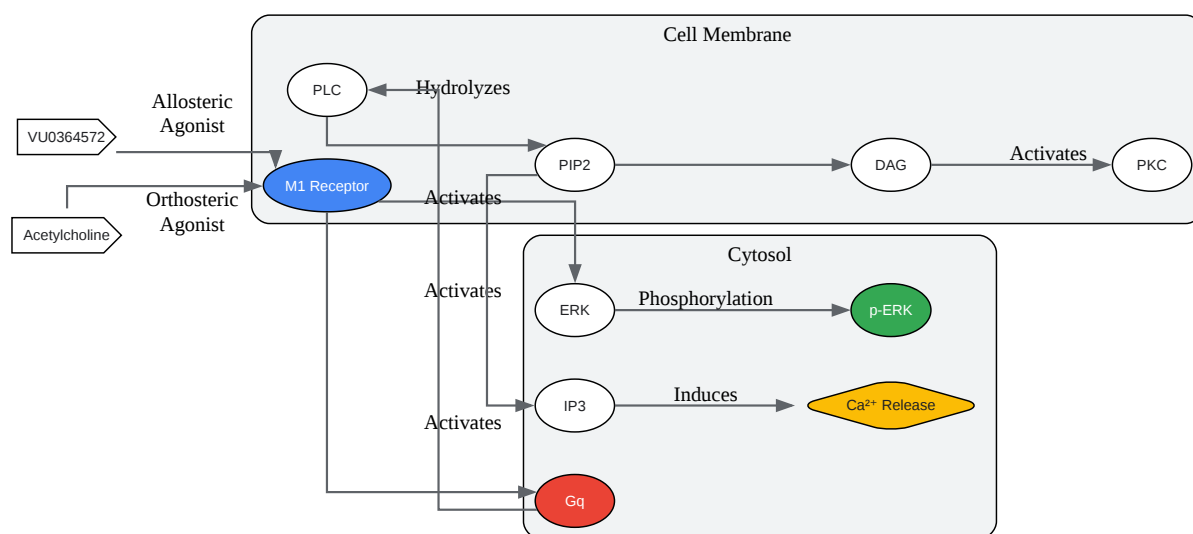 Cell Membrane
PLC
Hydrolyzes
Allosteric
Agonist
VU0364572
PIP2
DAG
Activates
PKC
M1 Receptor
Orthosteric
Agonist
Activates
Acetylcholine
Cytosol
Activates
ERK
Phosphorylation
p-ERK
IP3
Induces
Ca²⁺ Release
Activates
Gq